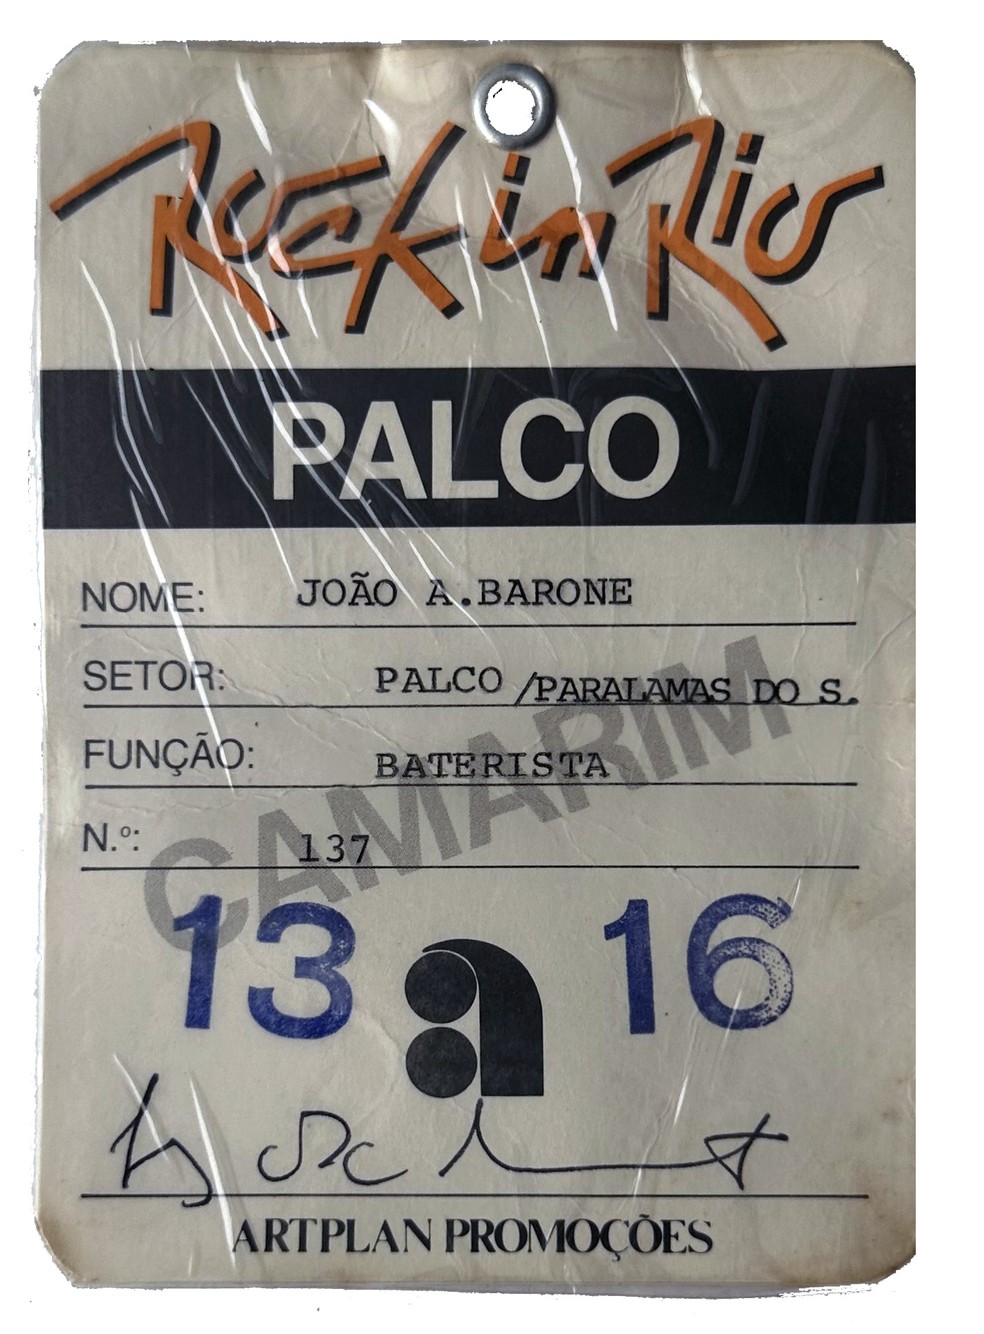 Rock in Rio
PALCO
NOME: JOÃO A.BARONE
SETOR: PALCO /PARALAMAS DO S.
FUNÇÃO: BATERISTA
CAMARIM
N.º: 137
13 a 16
ARTPLAN PROMOÇÕES